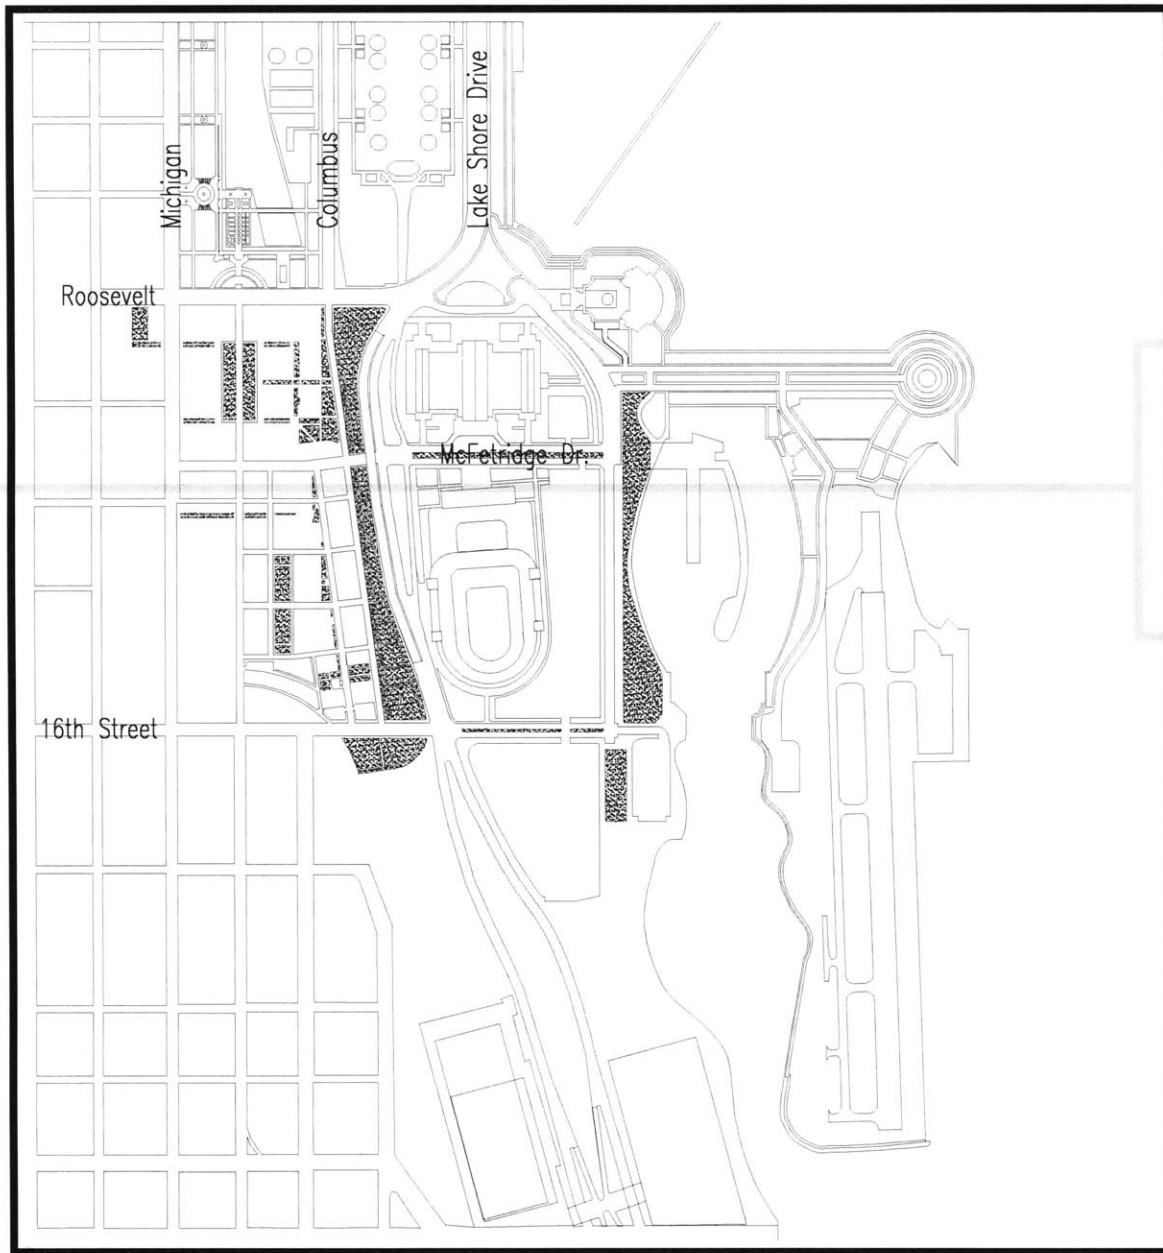 Michigan
Columbus
Lake Shore Drive
Roosevelt
McFetridge Dr.
16th Street